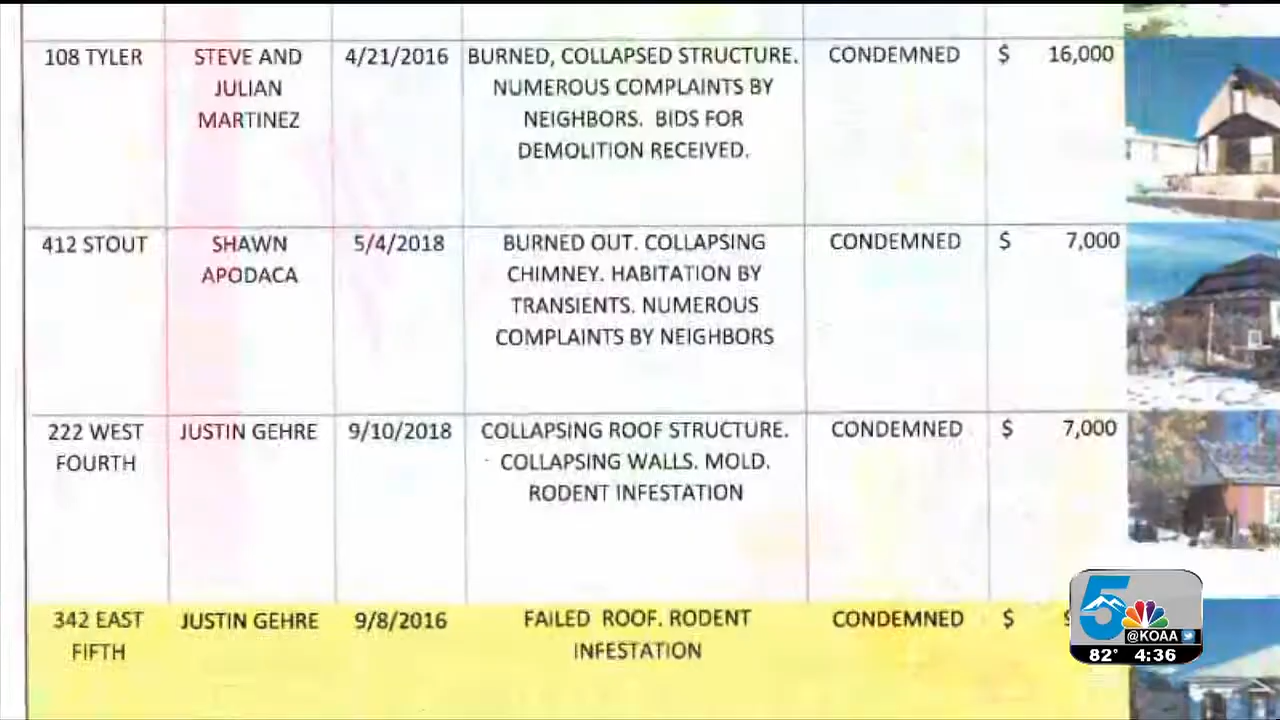 108 TYLER STEVE AND 4/21/2016 BURNED, COLLAPSED STRUCTURE. CONDEMNED $ 16,000
JULIAN NUMEROUS COMPLAINTS BY
MARTINEZ NEIGHBORS. BIDS FOR
DEMOLITION RECEIVED.
412 STOUT SHAWN 5/4/2018 BURNED OUT. COLLAPSING CONDEMNED $ 7,000
APODACA CHIMNEY. HABITATION BY
TRANSIENTS. NUMEROUS
COMPLAINTS BY NEIGHBORS
222 WEST JUSTIN GEHRE 9/10/2018 COLLAPSING ROOF STRUCTURE. CONDEMNED $ 7,000
FOURTH COLLAPSING WALLS. MOLD.
RODENT INFESTATION
342 EAST JUSTIN GEHRE 9/8/2016 FAILED ROOF. RODENT CONDEMNED $
FIFTH INFESTATION
5
@KOAA
82° 4:36